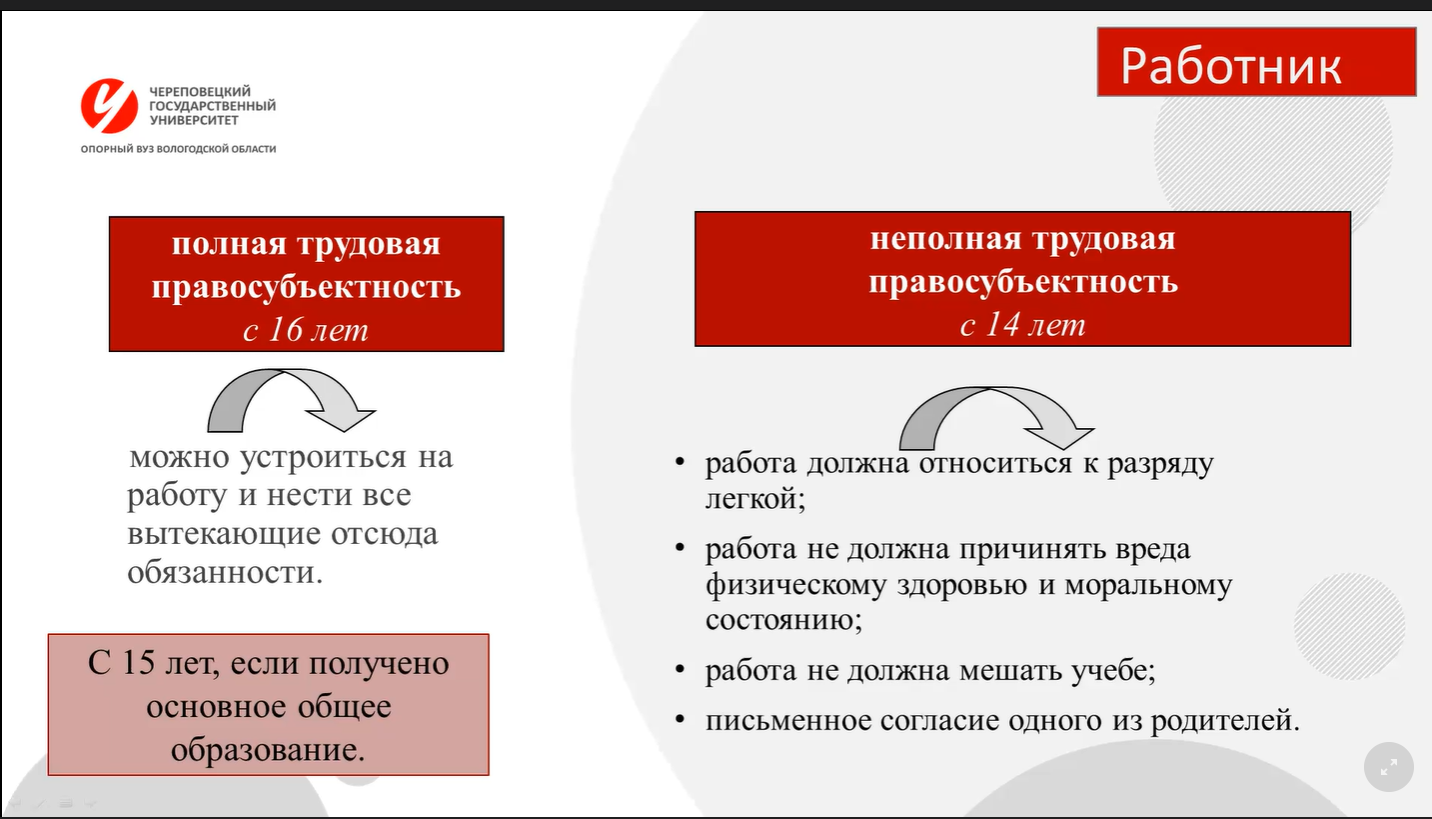 Работник
ЧЕРЕПОВЕЦКИЙ
ГОСУДАРСТВЕННЫЙ
УНИВЕРСИТЕТ
ОПОРНЫЙ ВУЗ ВОЛОГОДСКОЙ ОБЛАСТИ
полная трудовая
правосубъектность
с 16 лет
можно устроиться на
работу и нести все
вытекающие отсюда
обязанности.
С 15 лет, если получено
основное общее
образование.
неполная трудовая
правосубъектность
с 14 лет
• работа должна относиться к разряду
легкой;
• работа не должна причинять вреда
физическому здоровью и моральному
состоянию;
• работа не должна мешать учебе;
• письменное согласие одного из родителей.